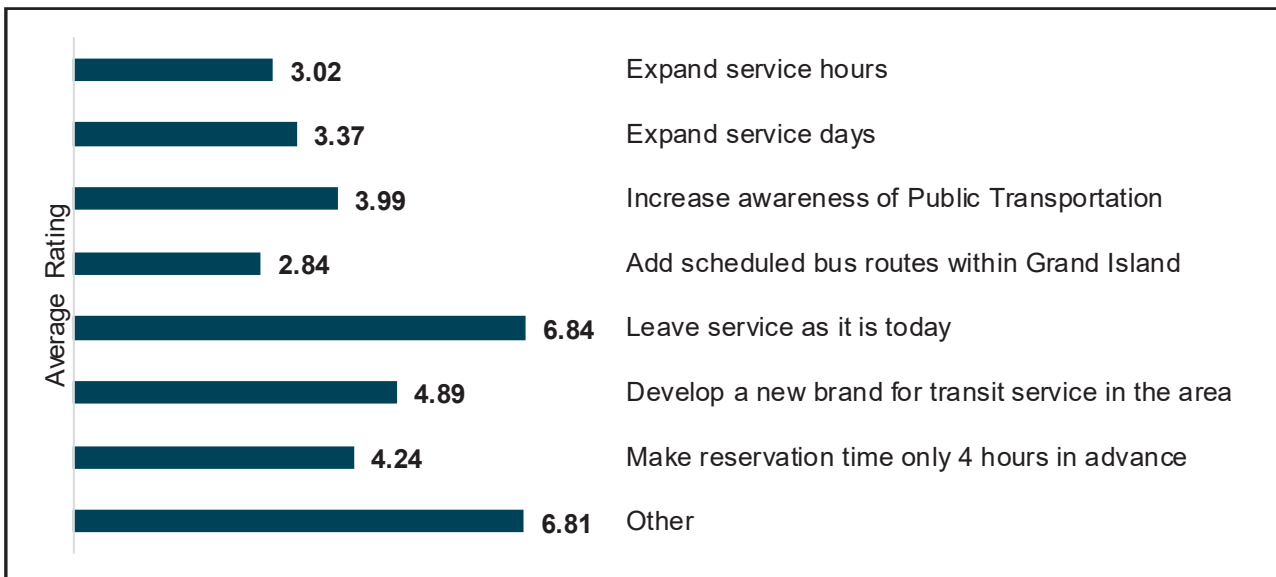 Average Rating
3.02 Expand service hours
3.37 Expand service days
3.99 Increase awareness of Public Transportation
2.84 Add scheduled bus routes within Grand Island
6.84 Leave service as it is today
4.89 Develop a new brand for transit service in the area
4.24 Make reservation time only 4 hours in advance
6.81 Other